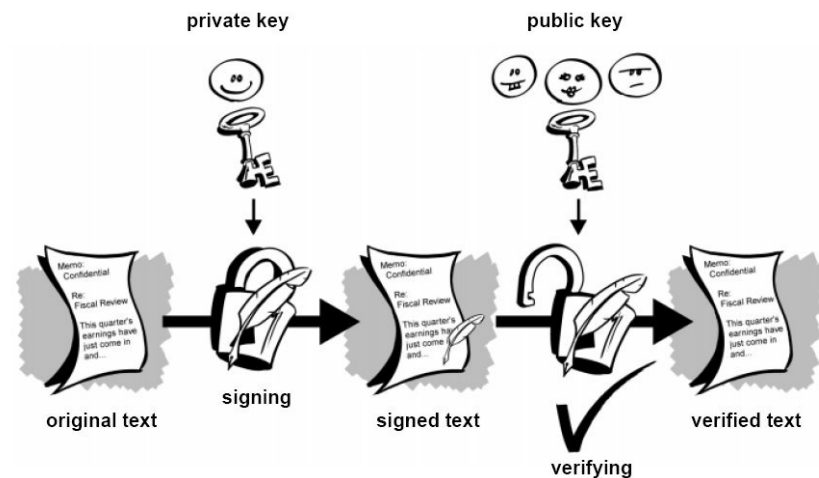 private key
public key
Memo:
Confidential
Re:
Fiscal Review
This quarter's
earnings have
just come in
and...
Memo:
Confidential
Re:
Fiscal Review
This quarter's
earnings
just come in
and...
Memo:
Confidential
Re:
Fiscal Review
This quarter's
earnings have
just come in
and...
original text
signing
signed text
verifying
verified text